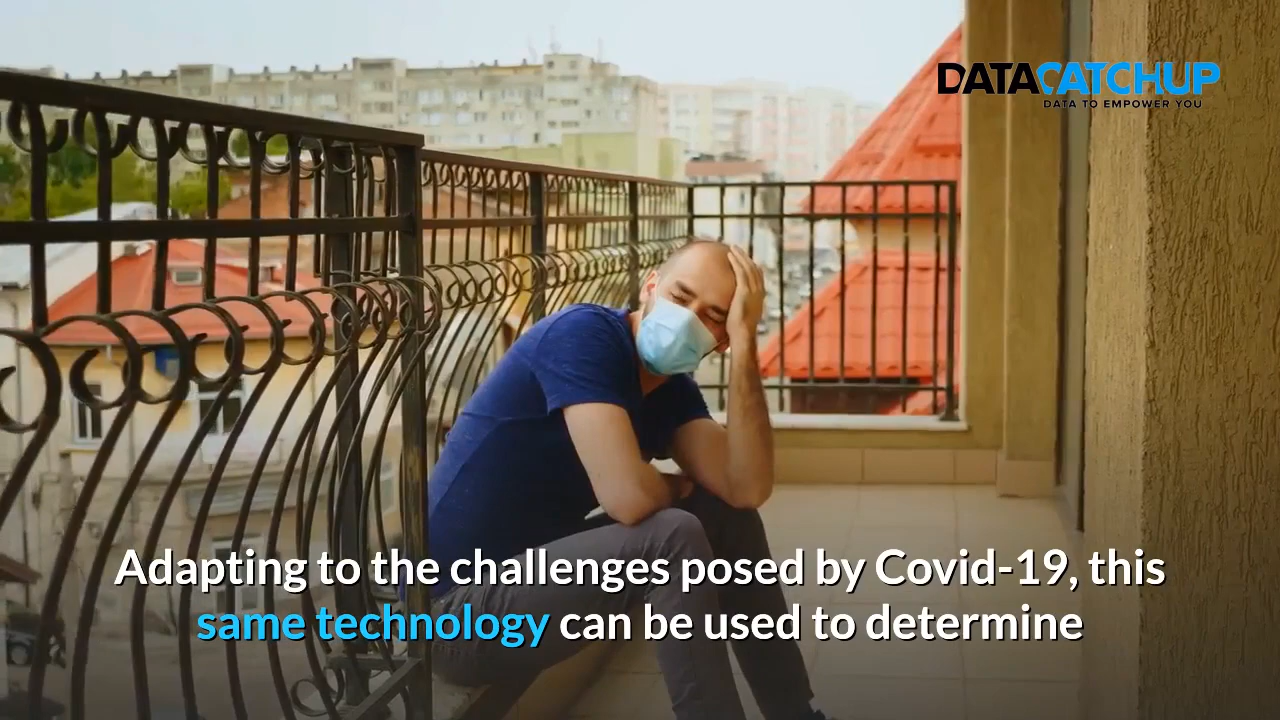 DATACATCHUP
DATA TO EMPOWER YOU
Adapting to the challenges posed by Covid-19, this
same technology can be used to determine